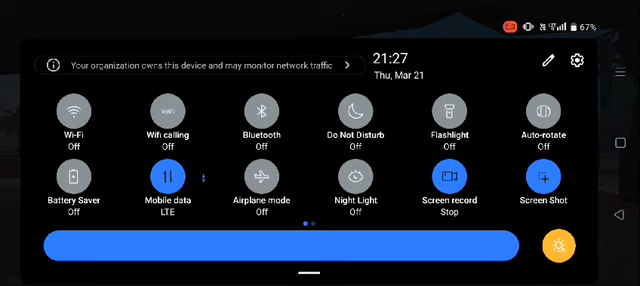 67%
21:27
Your organization owns this device and may monitor network traffic
Thu, Mar 21
Wi-Fi
Off
Wifi calling
Off
Bluetooth
Off
Do Not Disturb
Off
Flashlight
Off
Auto-rotate
Off
Battery Saver
Off
Mobile data
LTE
Airplane mode
Off
Night Light
Off
Screen record
Stop
Screen Shot